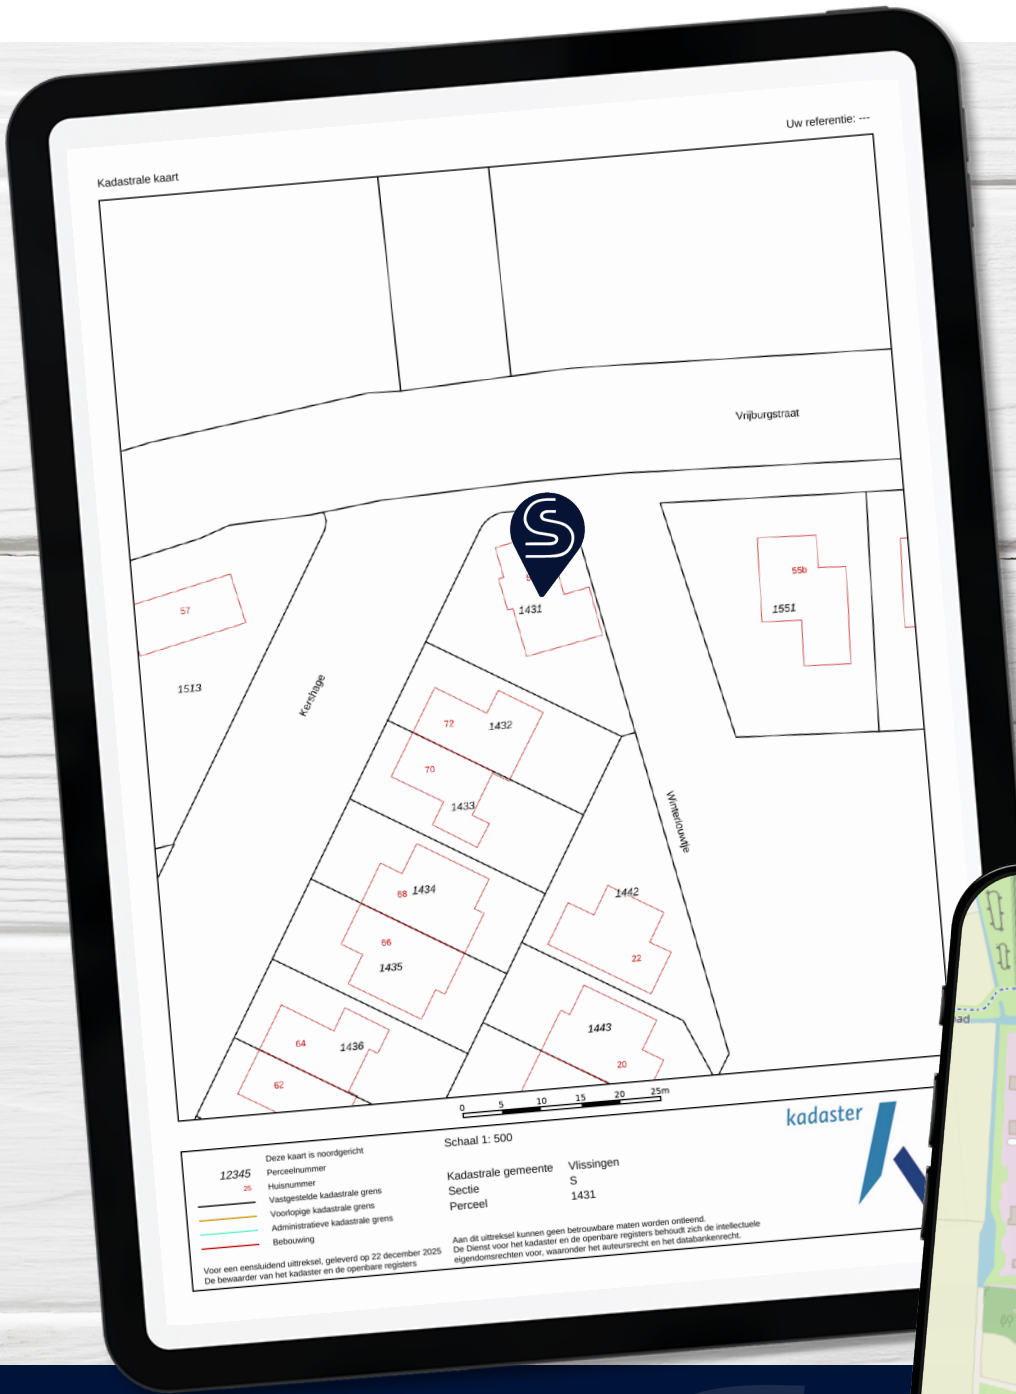 Uw referentie: ---
Kadastrale kaart
Vrijburgstraat
55b
1551
57
1431
1513
Kershage
72
1432
70
1433
Winterlouwtje
68
1434
1442
66
1435
22
1443
64
1436
20
62
0 5 10 15 20 25m
Schaal 1: 500
kadaster
Deze kaart is noordgericht
12345 Perceelnummer
25 Huisnummer
Vastgestelde kadastrale grens
Voorlopige kadastrale grens
Administratieve kadastrale grens
Bebouwing
Kadastrale gemeente Vlissingen
Sectie S
Perceel 1431
Voor een eensluidend uittreksel, geleverd op 22 december 2025
De bewaarder van het kadaster en de openbare registers
Aan dit uittreksel kunnen geen betrouwbare maten worden ontleend.
De Dienst voor het kadaster en de openbare registers behoudt zich de intellectuele
eigendomsrechten voor, waaronder het auteursrecht en het databankenrecht.